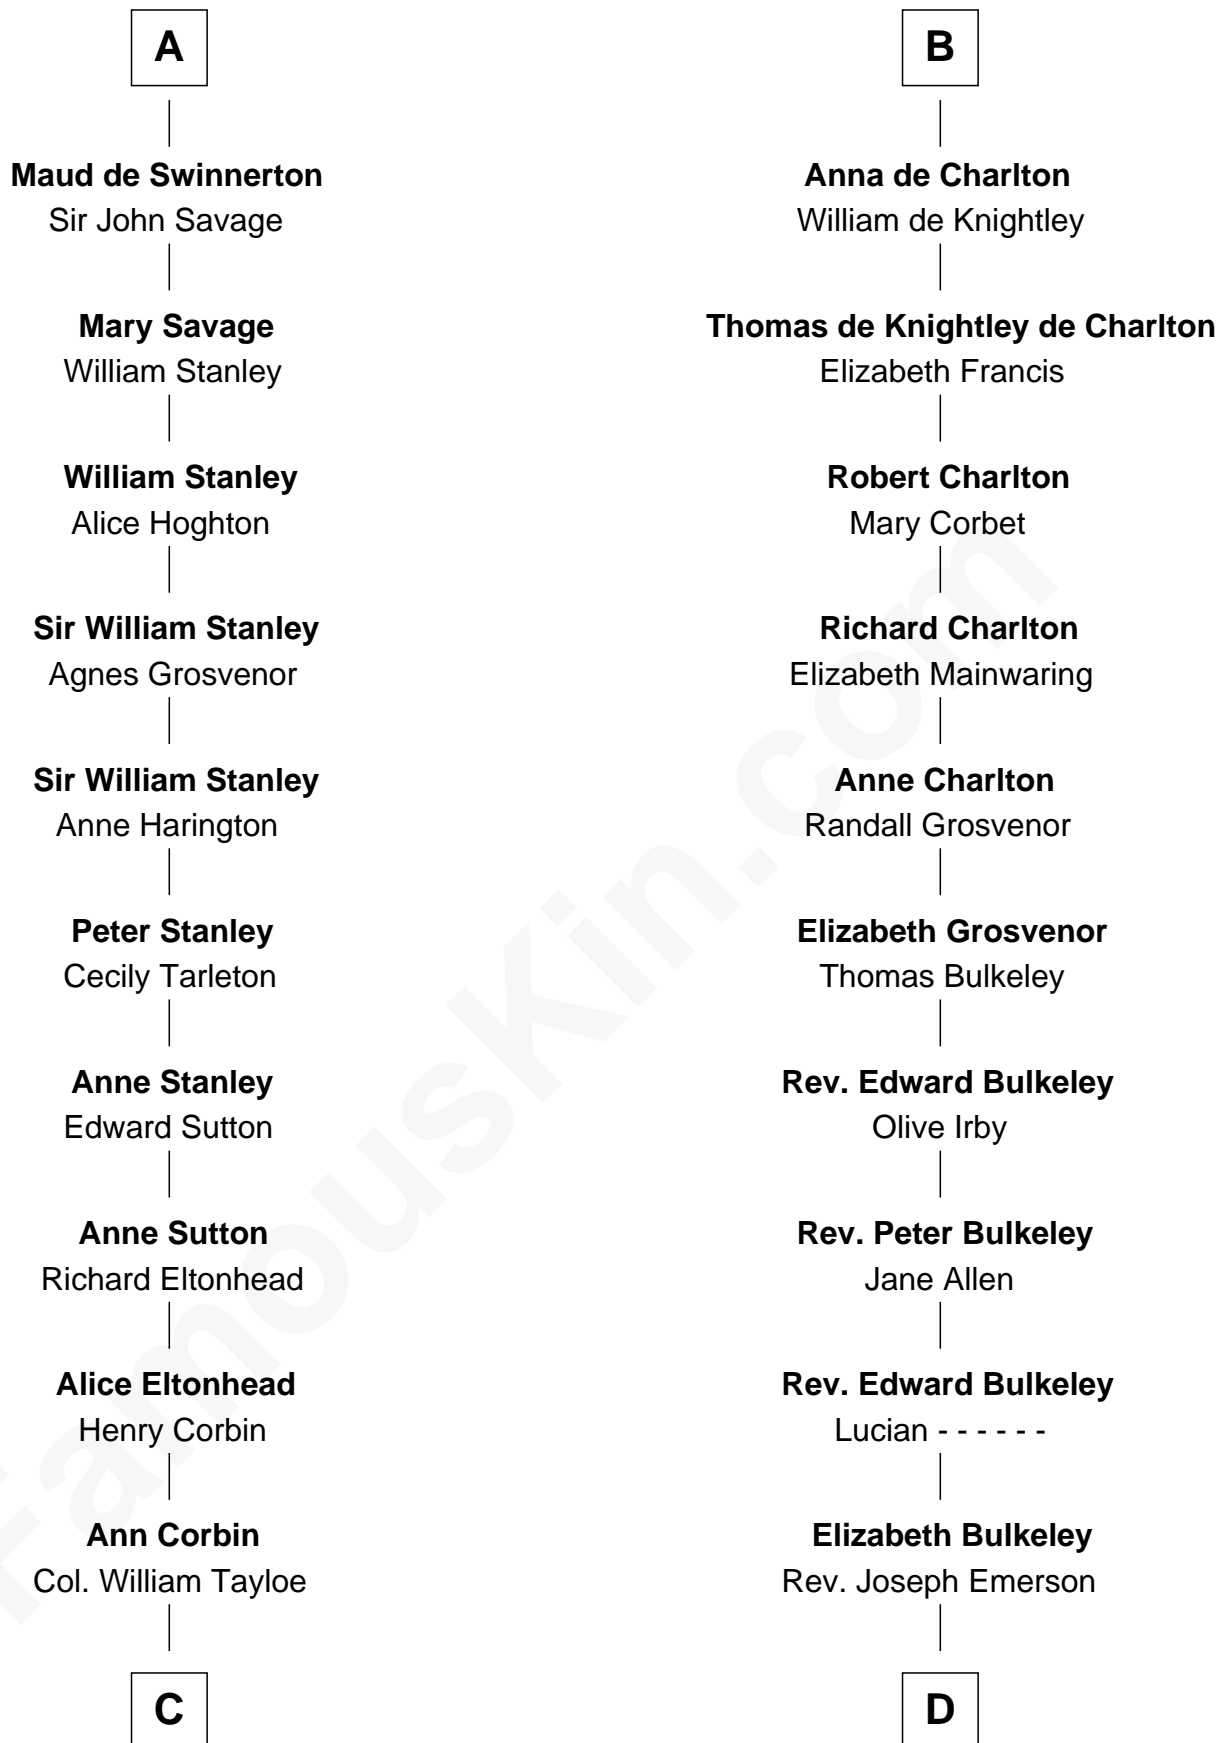 A
Maud de Swinnerton
Sir John Savage
Mary Savage
William Stanley
William Stanley
Alice Hoghton
Sir William Stanley
Agnes Grosvenor
Sir William Stanley
Anne Harington
Peter Stanley
Cecily Tarleton
Anne Stanley
Edward Sutton
Anne Sutton
Richard Eltonhead
Alice Eltonhead
Henry Corbin
Ann Corbin
Col. William Tayloe
C
B
Anna de Charlton
William de Knightley
Thomas de Knightley de Charlton
Elizabeth Francis
Robert Charlton
Mary Corbet
Richard Charlton
Elizabeth Mainwaring
Anne Charlton
Randall Grosvenor
Elizabeth Grosvenor
Thomas Bulkeley
Rev. Edward Bulkeley
Olive Irby
Rev. Peter Bulkeley
Jane Allen
Rev. Edward Bulkeley
Lucian - - - - - -
Elizabeth Bulkeley
Rev. Joseph Emerson
D
FamousKin.com